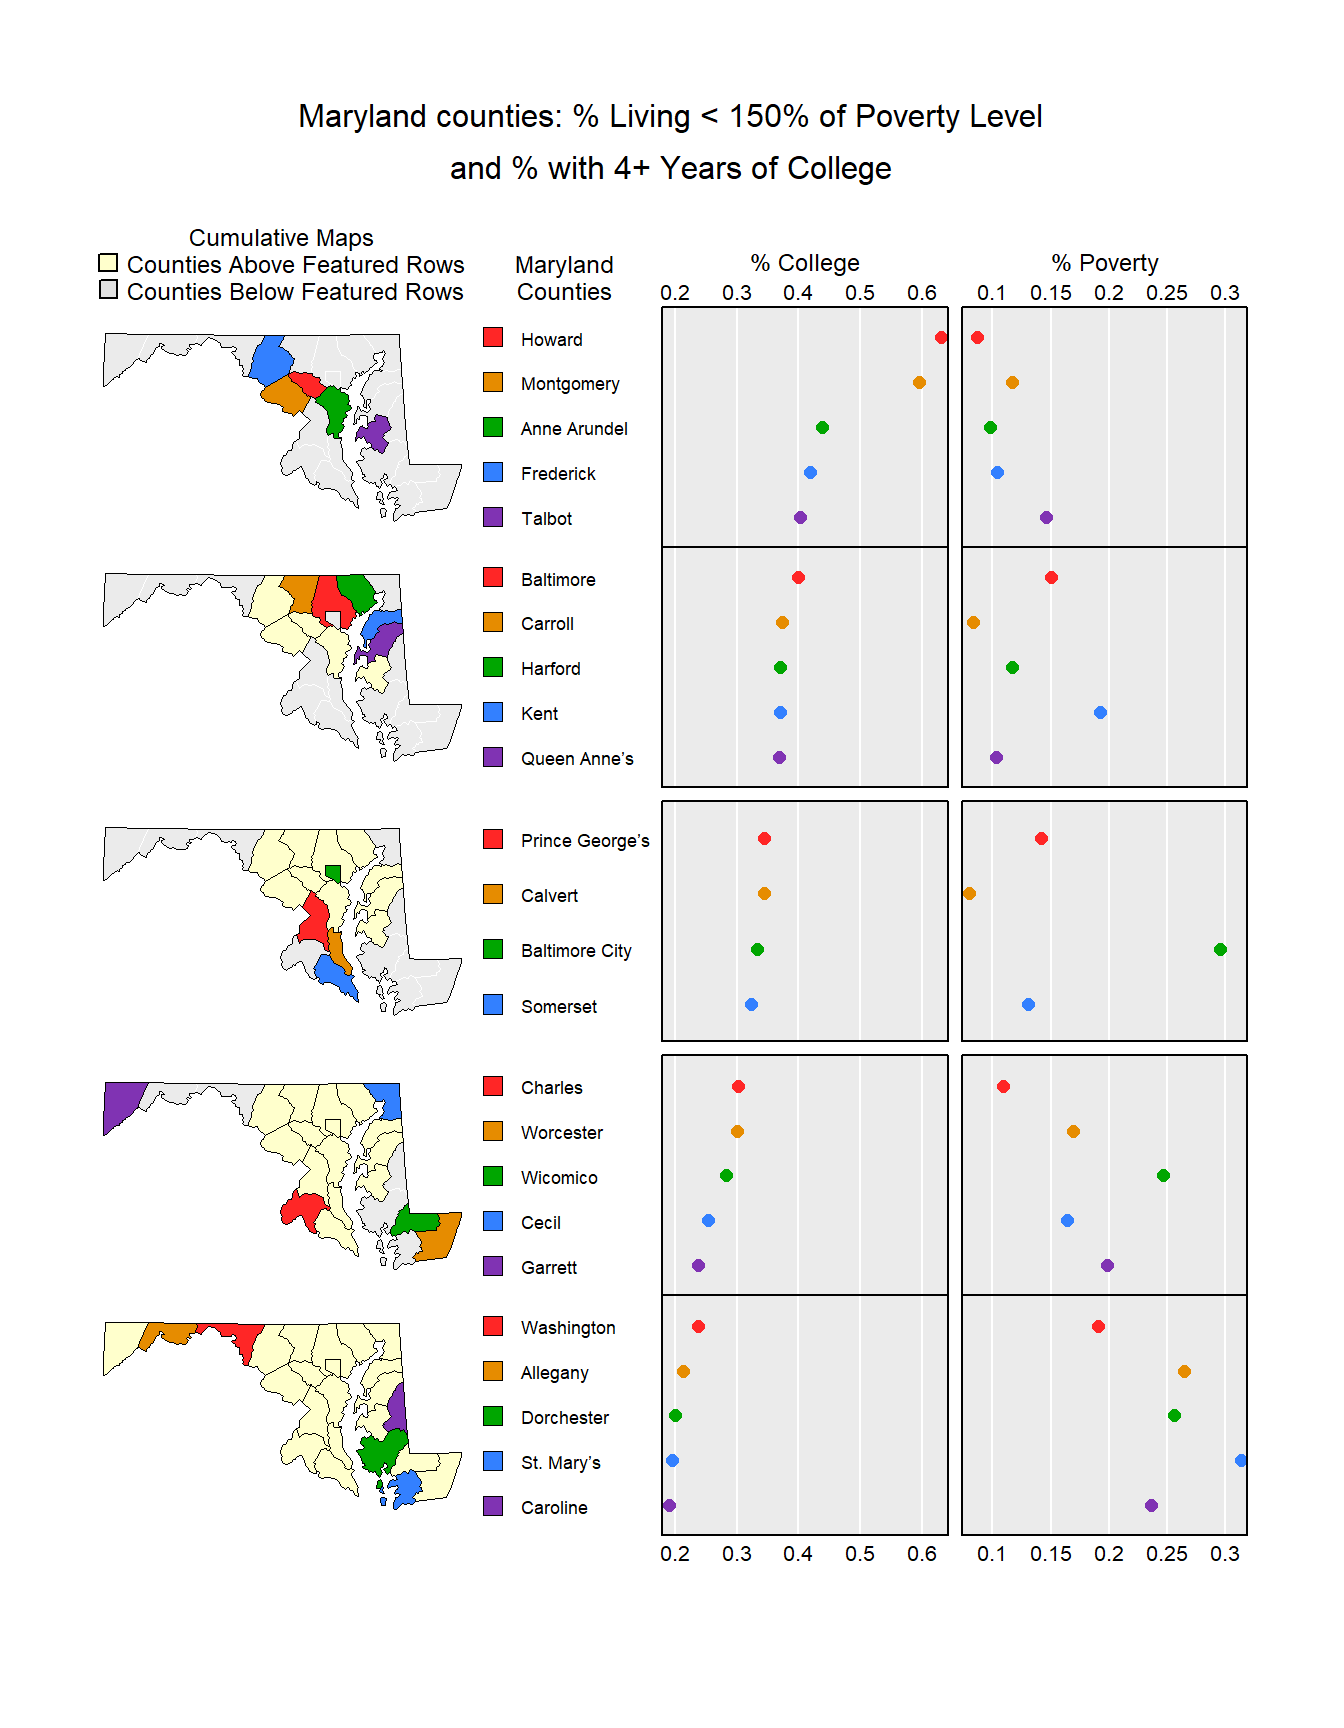 Maryland counties: % Living < 150% of Poverty Level
and % with 4+ Years of College
Cumulative Maps
Counties Above Featured Rows
Counties Below Featured Rows
Maryland
Counties
% College
% Poverty
0.2 0.3 0.4 0.5 0.6
0.1 0.15 0.2 0.25 0.3
Howard
Montgomery
Anne Arundel
Frederick
Talbot
Baltimore
Carroll
Harford
Kent
Queen Anne's
Prince George's
Calvert
Baltimore City
Somerset
Charles
Worcester
Wicomico
Cecil
Garrett
Washington
Allegany
Dorchester
St. Mary's
Caroline
0.2 0.3 0.4 0.5 0.6
0.1 0.15 0.2 0.25 0.3